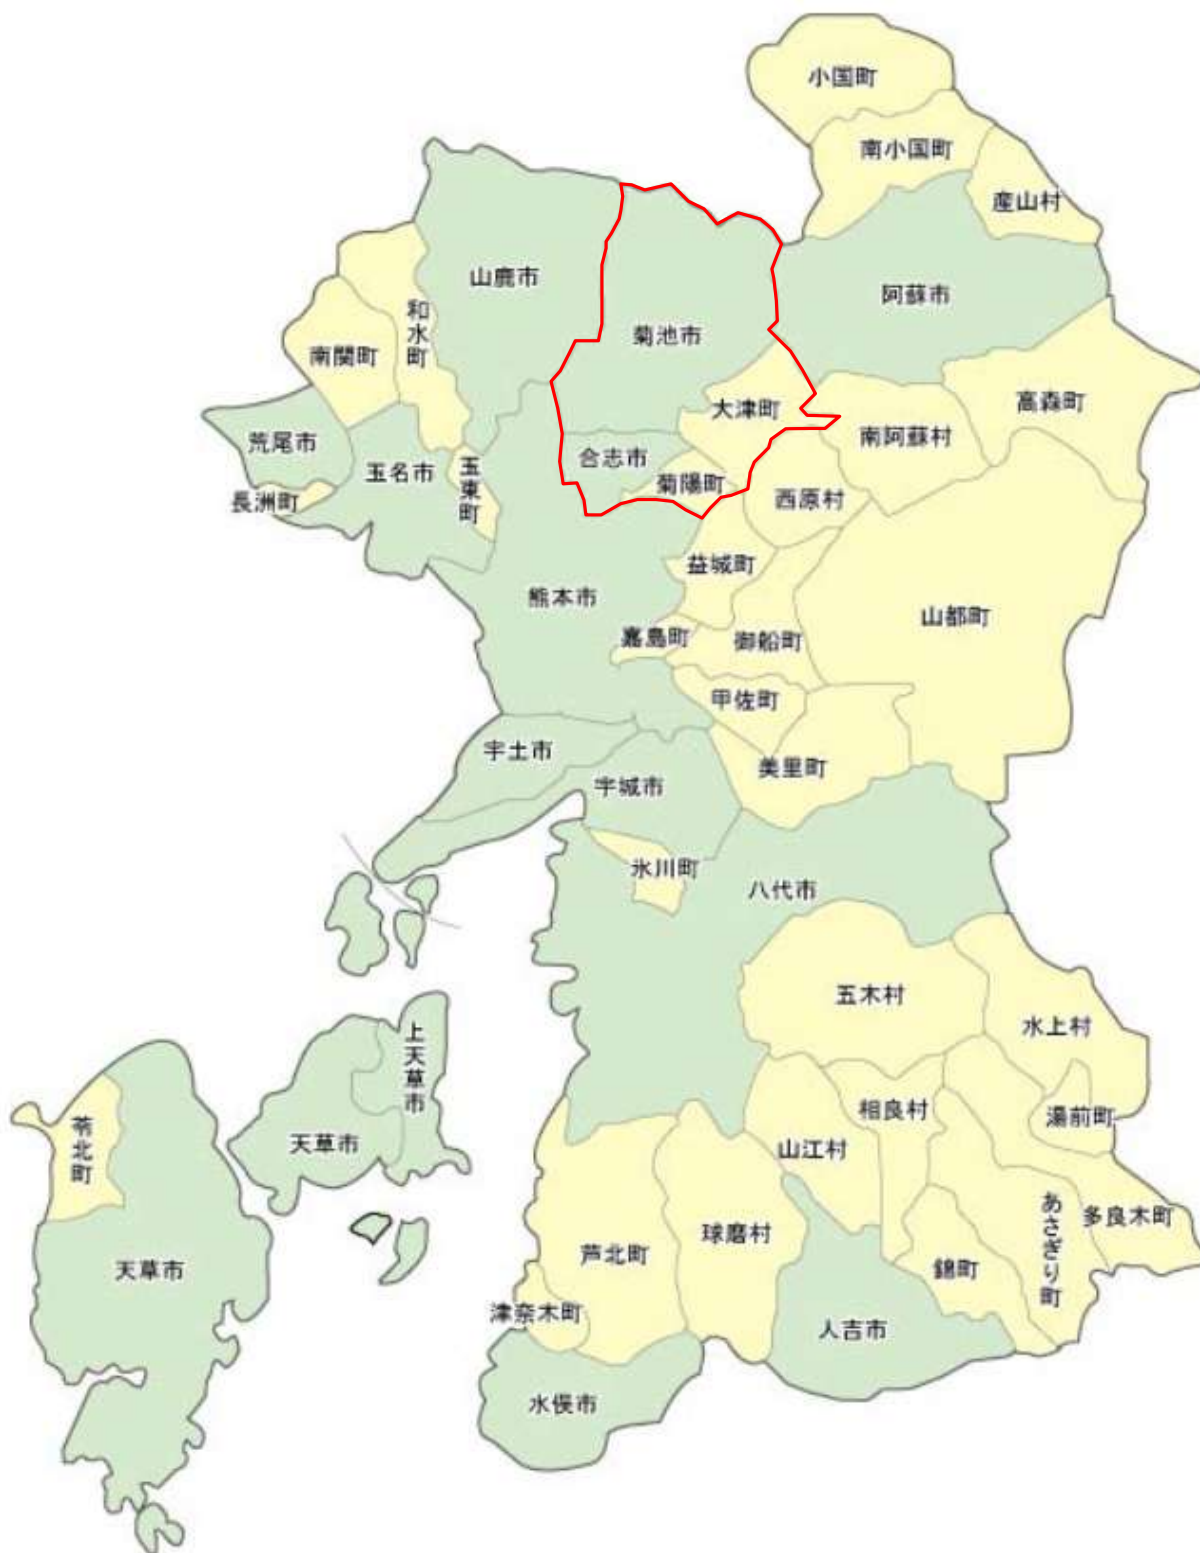 小国町
南小国町
産山村
山鹿市
阿蘇市
和水町
菊池市
南関町
大津町
高森町
荒尾市
南阿蘇村
合志市
玉名市
玉東町
菊陽町
長洲町
西原村
益城町
熊本市
山都町
嘉島町
御船町
甲佐町
宇土市
美里町
宇城市
氷川町
八代市
五木村
水上村
上天草市
相良村
湯前町
苓北町
天草市
山江村
あさぎり町
多良木町
球磨村
芦北町
天草市
錦町
津奈木町
人吉市
水俣市